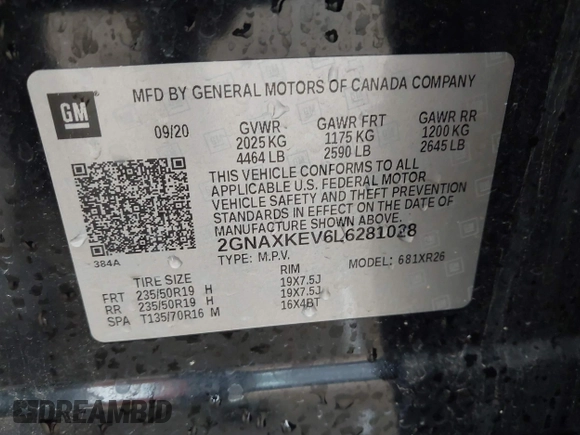 GM
MFD BY GENERAL MOTORS OF CANADA COMPANY
09/20 GVWR GAWR FRT GAWR RR
2025 KG 1175 KG 1200 KG
4464 LB 2590 LB 2645 LB
THIS VEHICLE CONFORMS TO ALL
APPLICABLE U.S. FEDERAL MOTOR
VEHICLE SAFETY AND THEFT PREVENTION
STANDARDS IN EFFECT ON THE DATE OF
MANUFACTURE SHOWN ABOVE.
2GNAXKEV6L6281028
TYPE: M.P.V. MODEL: 681XR26
384A
TIRE SIZE RIM
FRT 235/50R19 H 19X7.5J
RR 235/50R19 H 19X7.5J
SPA T135/70R16 M 16X4BT
DREAMBID